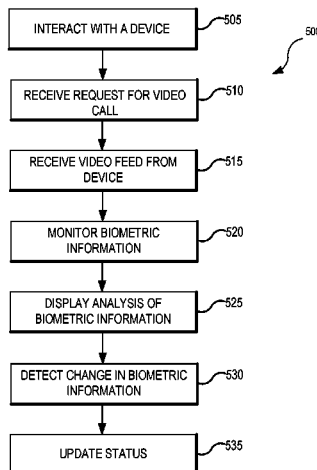 INTERACT WITH A DEVICE
505
RECEIVE REQUEST FOR VIDEO
CALL
510
RECEIVE VIDEO FEED FROM
DEVICE
515
MONITOR BIOMETRIC
INFORMATION
520
DISPLAY ANALYSIS OF
BIOMETRIC INFORMATION
525
DETECT CHANGE IN BIOMETRIC
INFORMATION
530
UPDATE STATUS
535